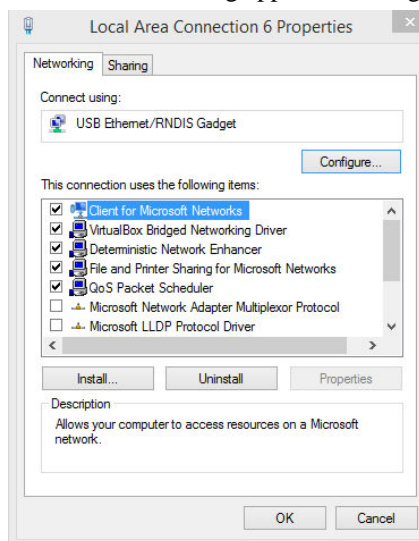 Local Area Connection 6 Properties
Networking Sharing
Connect using:
USB Ethernet/RNDIS Gadget
Configure...
This connection uses the following items:
Client for Microsoft Networks
VirtualBox Bridged Networking Driver
Deterministic Network Enhancer
File and Printer Sharing for Microsoft Networks
QoS Packet Scheduler
Microsoft Network Adapter Multiplexor Protocol
Microsoft LLDP Protocol Driver
Install... Uninstall Properties
Description
Allows your computer to access resources on a Microsoft
network.
OK Cancel